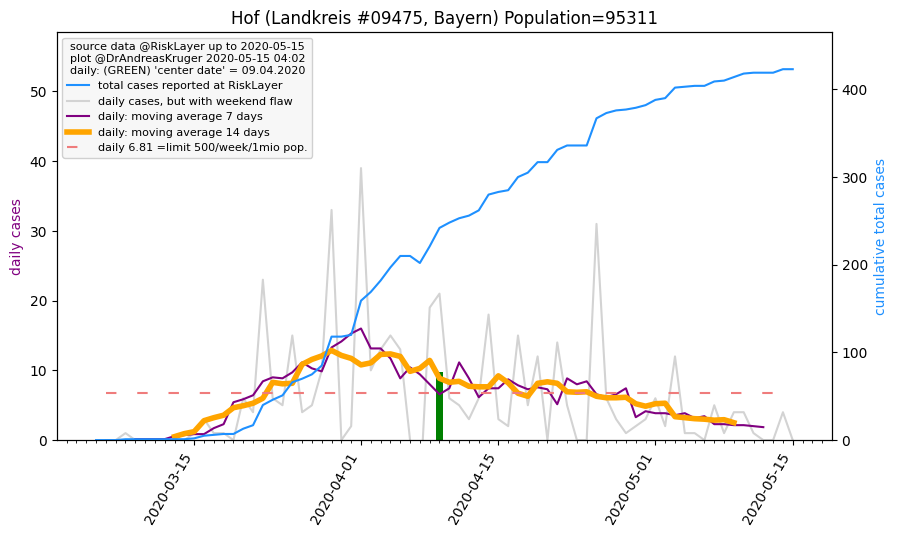 Hof (Landkreis #09475, Bayern) Population=95311
source data @RiskLayer up to 2020-05-15
plot @DrAndreasKruger 2020-05-15 04:02
daily: (GREEN) 'center date' = 09.04.2020
total cases reported at RiskLayer
daily cases, but with weekend flaw
daily: moving average 7 days
daily: moving average 14 days
daily 6.81 =limit 500/week/1mio pop.
daily cases
50
40
30
20
10
0
cumulative total cases
400
300
200
100
0
2020-03-15
2020-04-01
2020-04-15
2020-05-01
2020-05-15